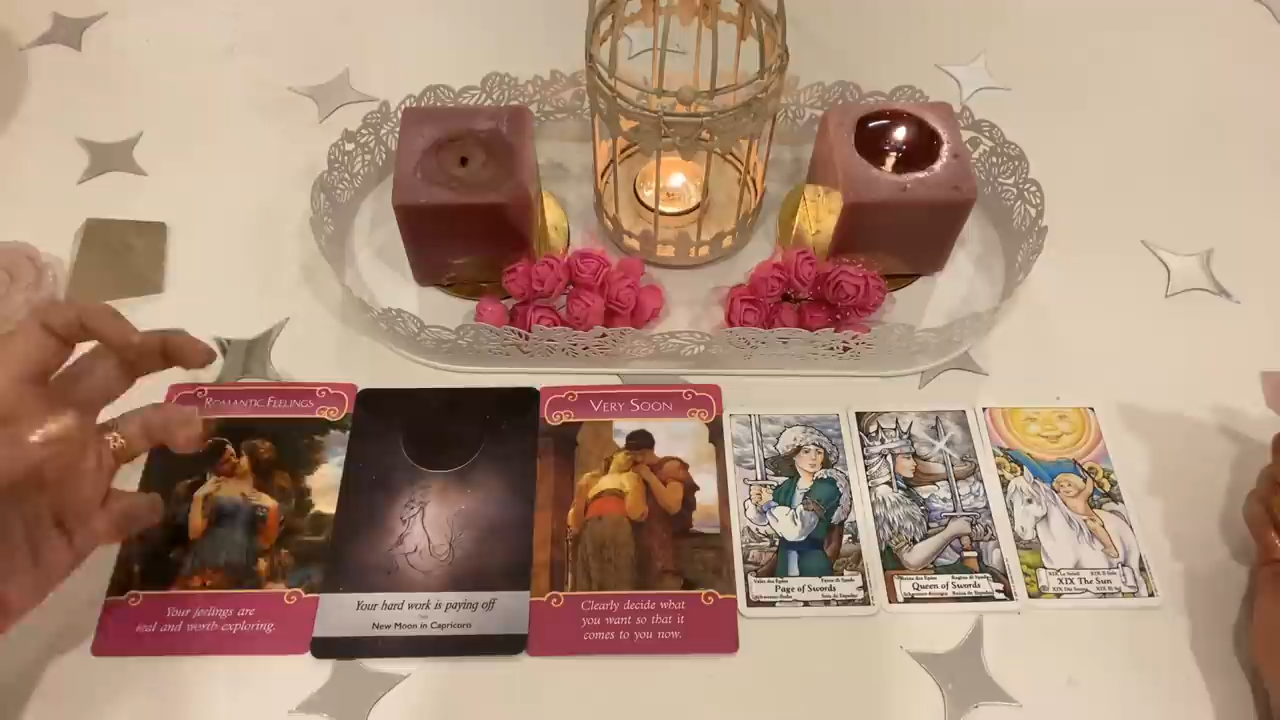 ROMANTIC FEELINGS
Your feelings are
real and worth exploring.
Your hard work is paying off
New Moon in Capricorn
VERY SOON
Clearly decide what
you want so that it
comes to you now.
Page of Swords
Queen of Swords
XIX The Sun